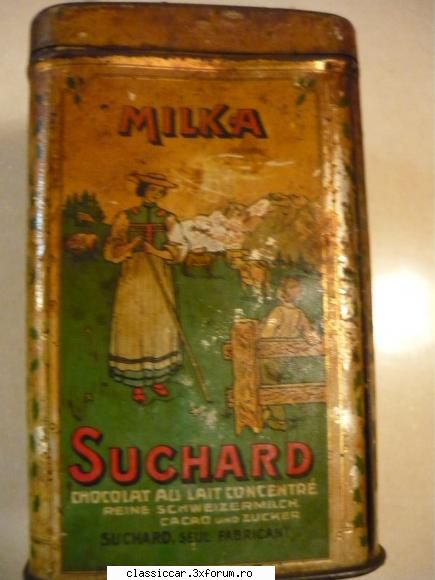 MILKA
SUCHARD
CHOCOLAT AU LAIT CONCENTRÉ
REINE SCHWEIZERMILCH
CACAO UND ZUCKER
SUCHARD, SEUL FABRICANT
classiccar.3xforum.ro